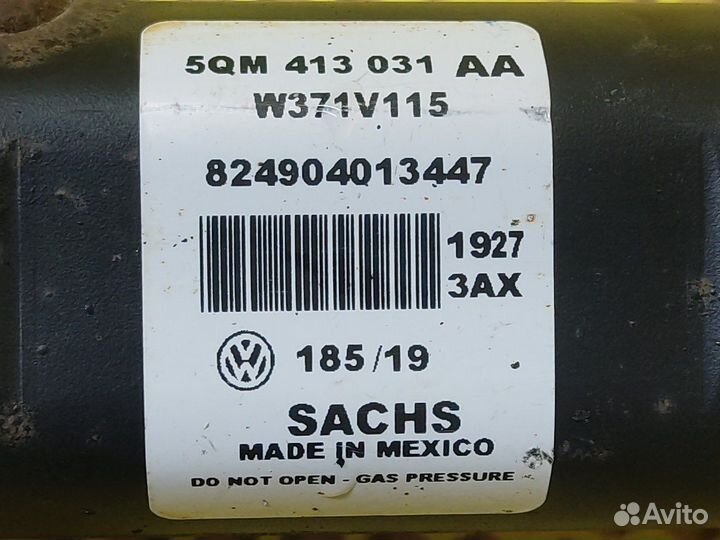 5QM 413 031 AA
W371V115
824904013447
1927
3AX
VW
185/19
SACHS
MADE IN MEXICO
DO NOT OPEN - GAS PRESSURE
Avito